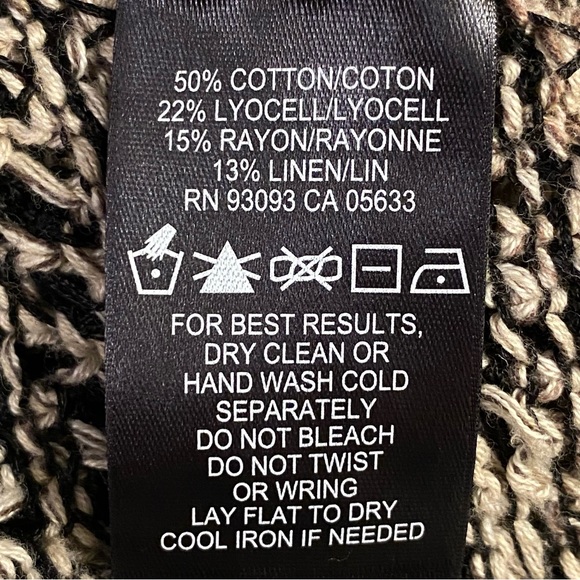 50% COTTON/COTON
22% LYOCELL/LYOCELL
15% RAYON/RAYONNE
13% LINEN/LIN
RN 93093 CA 05633
FOR BEST RESULTS,
DRY CLEAN OR
HAND WASH COLD
SEPARATELY
DO NOT BLEACH
DO NOT TWIST
OR WRING
LAY FLAT TO DRY
COOL IRON IF NEEDED